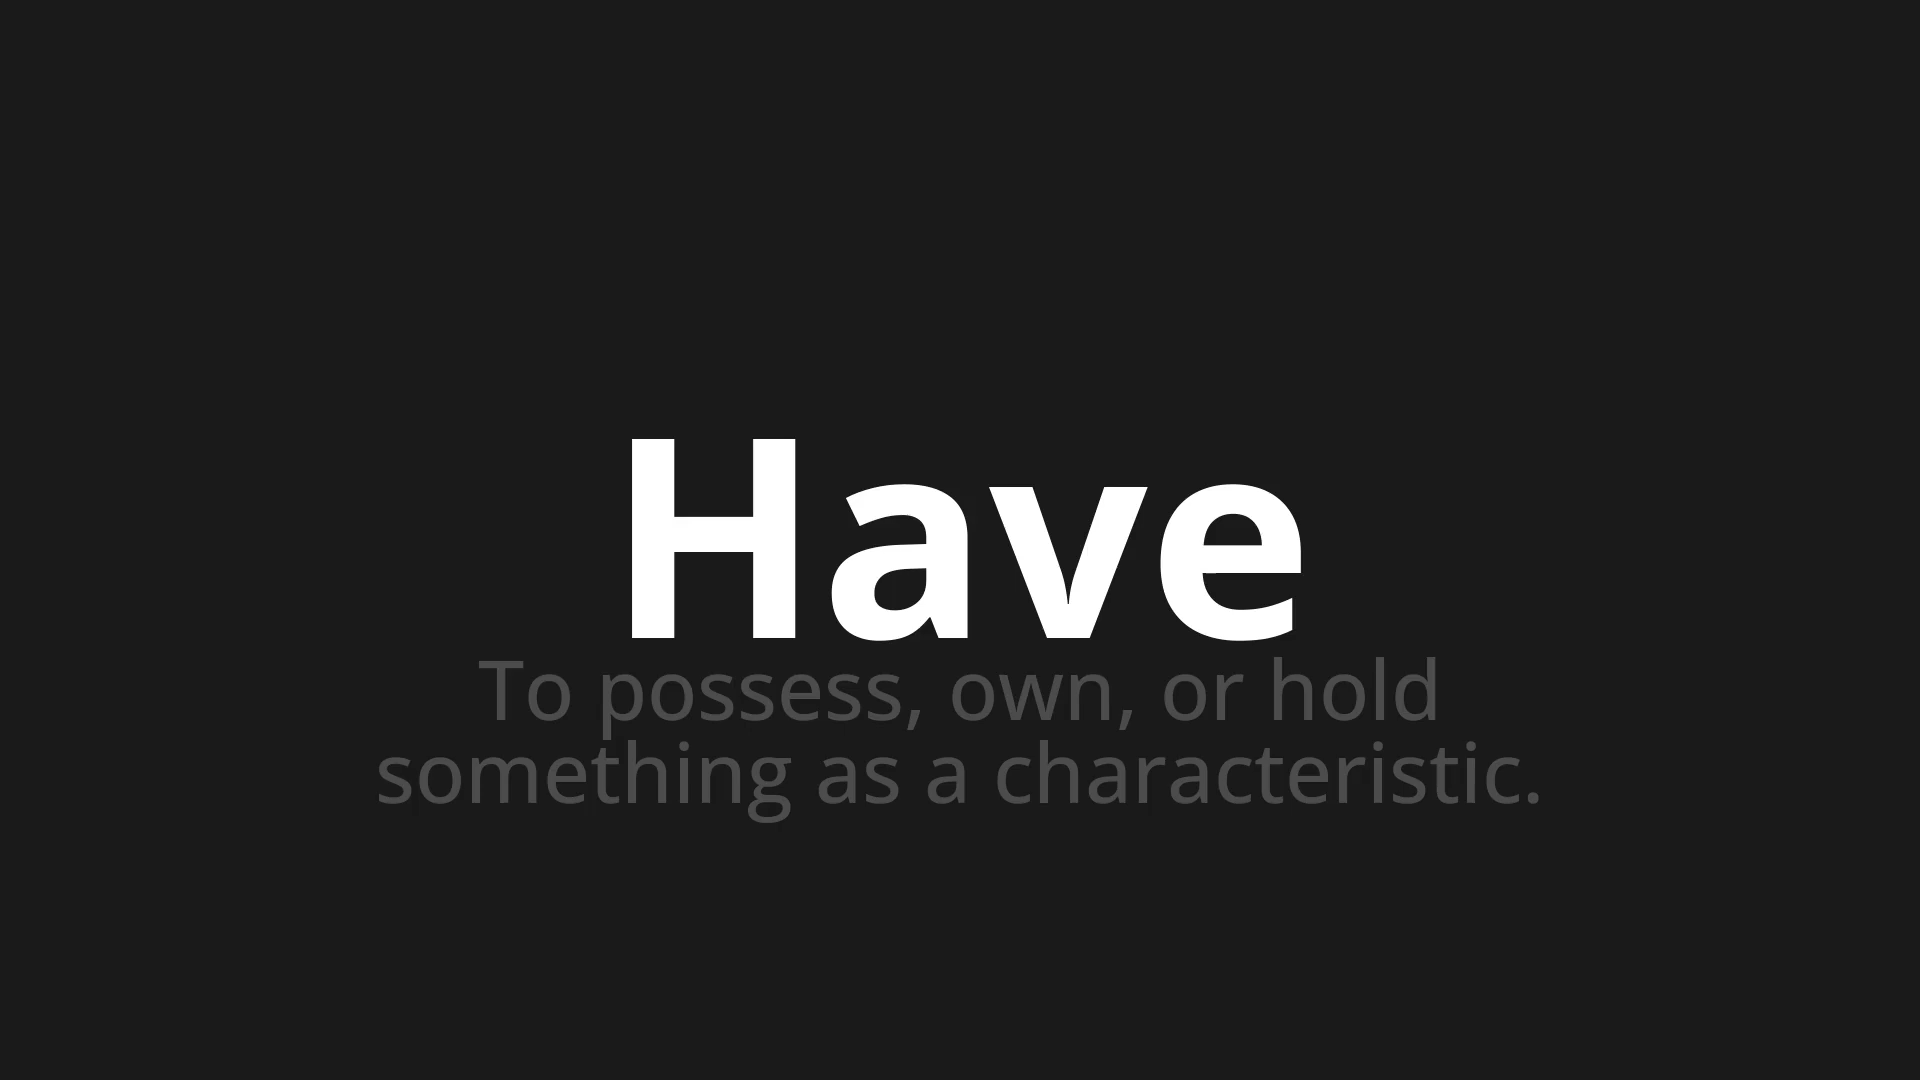 Have
To possess, own, or hold
something as a characteristic.